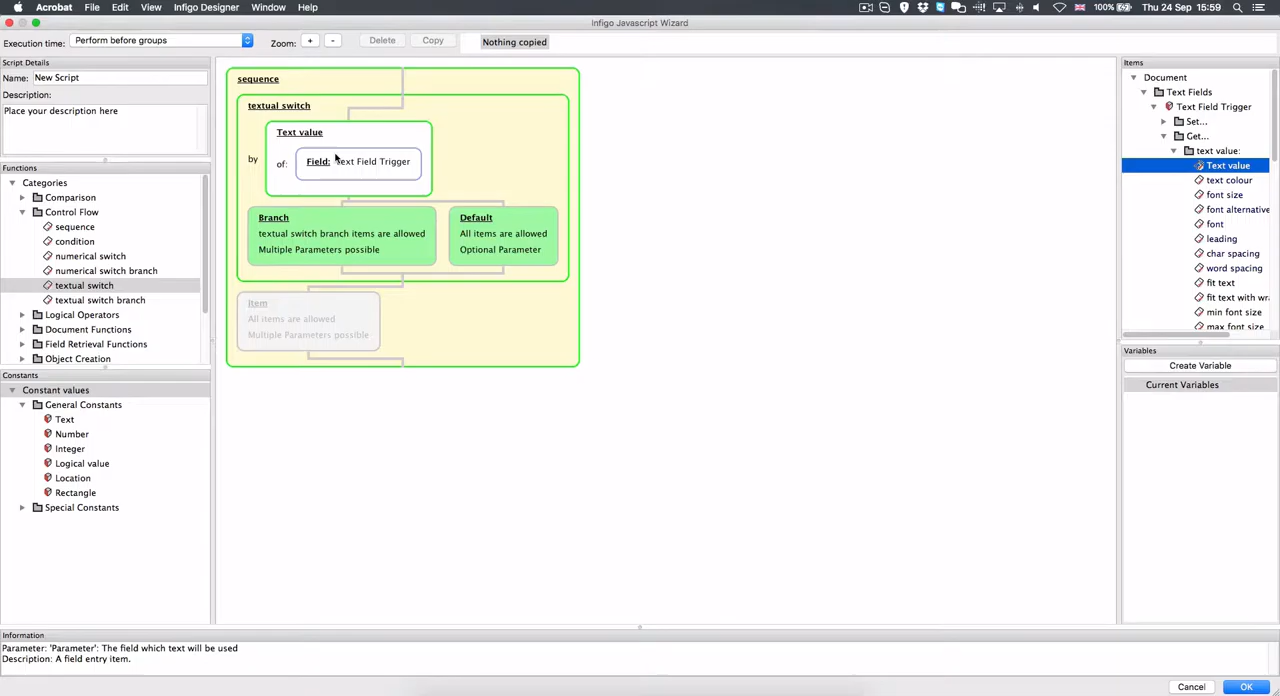 Acrobat File Edit View Infigo Designer Window Help 100% Thu 24 Sep 15:59
Infigo Javascript Wizard
Execution time: Perform before groups Zoom: + - Delete Copy Nothing copied
Script Details
Name: New Script
Description:
Place your description here
Functions
Categories
Comparison
Control Flow
sequence
condition
numerical switch
numerical switch branch
textual switch
textual switch branch
Logical Operators
Document Functions
Field Retrieval Functions
Object Creation
Constants
Constant values
General Constants
Text
Number
Integer
Logical value
Location
Rectangle
Special Constants
sequence
textual switch
Text value
by
of: Field: Text Field Trigger
Branch
textual switch branch items are allowed
Multiple Parameters possible
Default
All items are allowed
Optional Parameter
Item
All items are allowed
Multiple Parameters possible
Items
Document
Text Fields
Text Field Trigger
Set...
Get...
text value:
Text value
text colour
font size
font alternative
font
leading
char spacing
word spacing
fit text
fit text with wra
min font size
max font size
Variables
Create Variable
Current Variables
Information
Parameter: 'Parameter': The field which text will be used
Description: A field entry item.
Cancel OK